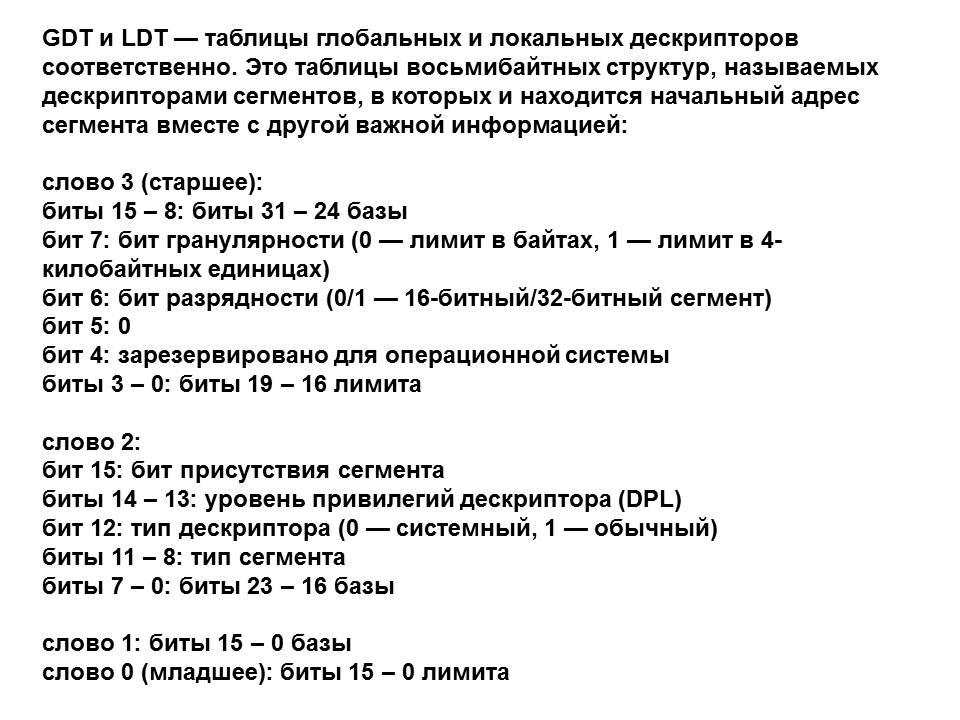 GDT и LDT — таблицы глобальных и локальных дескрипторов
соответственно. Это таблицы восьмибайтных структур, называемых
дескрипторами сегментов, в которых и находится начальный адрес
сегмента вместе с другой важной информацией:
слово 3 (старшее):
биты 15 – 8: биты 31 – 24 базы
бит 7: бит гранулярности (0 — лимит в байтах, 1 — лимит в 4-
килобайтных единицах)
бит 6: бит разрядности (0/1 — 16-битный/32-битный сегмент)
бит 5: 0
бит 4: зарезервировано для операционной системы
биты 3 – 0: биты 19 – 16 лимита
слово 2:
бит 15: бит присутствия сегмента
биты 14 – 13: уровень привилегий дескриптора (DPL)
бит 12: тип дескриптора (0 — системный, 1 — обычный)
биты 11 – 8: тип сегмента
биты 7 – 0: биты 23 – 16 базы
слово 1: биты 15 – 0 базы
слово 0 (младшее): биты 15 – 0 лимита